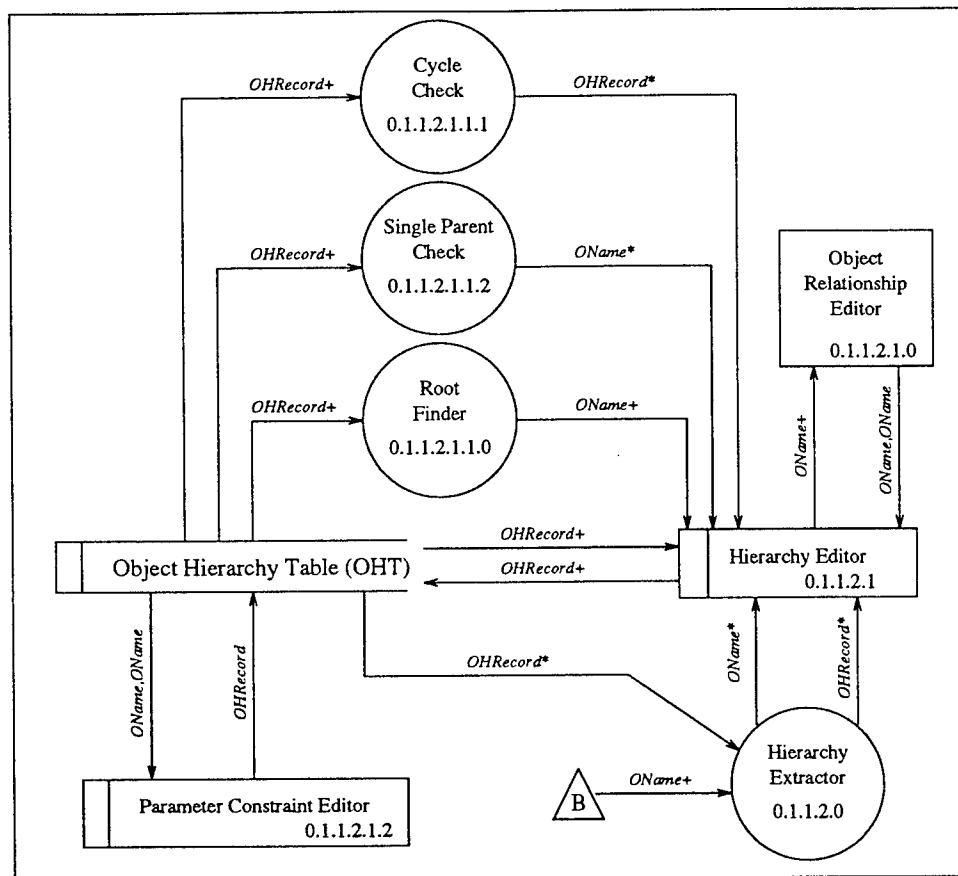 Cycle
Check
0.1.1.2.1.1.1
OHRecord+
OHRecord*
Single Parent
Check
0.1.1.2.1.1.2
OHRecord+
OName*
Object
Relationship
Editor
0.1.1.2.1.0
Root
Finder
0.1.1.2.1.1.0
OHRecord+
OName+
OName+
OName,OName
Object Hierarchy Table (OHT)
OHRecord+
OHRecord+
Hierarchy Editor
0.1.1.2.1
OName,OName
OHRecord
OHRecord*
OName*
OHRecord*
Hierarchy
Extractor
0.1.1.2.0
B
OName+
Parameter Constraint Editor
0.1.1.2.1.2